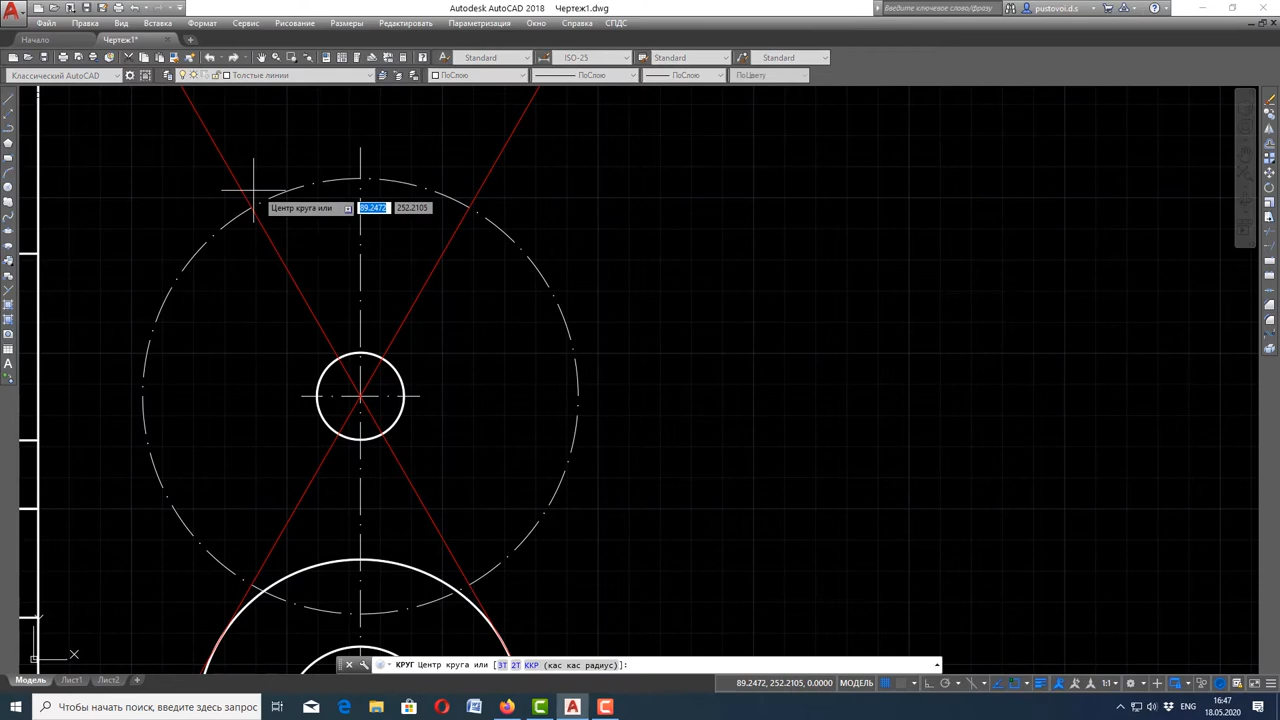 Autodesk AutoCAD 2018 Чертеж1.dwg
Введите ключевое слово/фразу
pustovoi.d.s
Файл Правка Вид Вставка Формат Сервис Рисование Размеры Редактировать Параметризация Окно Справка СПДС
Начало Чертеж1*
Standard ISO-25 Standard Standard
Классический AutoCAD Толстые линии ПоСлою ПоСлою ПоСлою ПоЦвету
Центр круга или 89.2472 252.2105
КРУГ Центр круга или [3Т 2Т ККР (кас кас радиус)]:
Модель Лист1 Лист2
89.2472, 252.2105, 0.0000 МОДЕЛЬ 1:1
Чтобы начать поиск, введите здесь запрос
ENG
16:47
18.05.2020